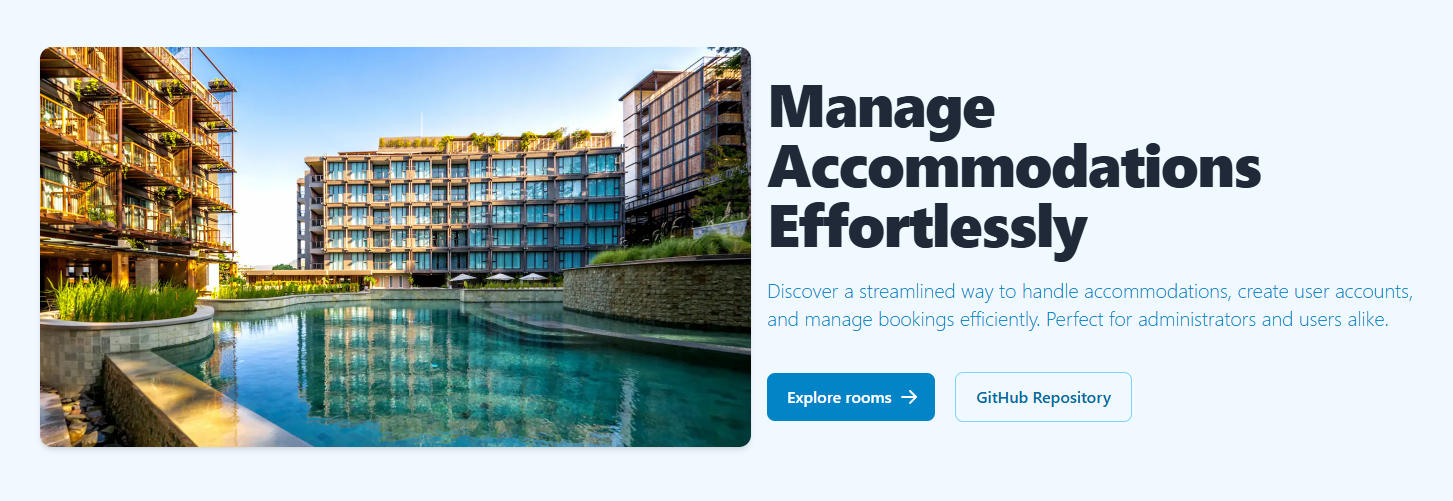 Manage
Accommodations
Effortlessly
Discover a streamlined way to handle accommodations, create user accounts,
and manage bookings efficiently. Perfect for administrators and users alike.
Explore rooms →
GitHub Repository